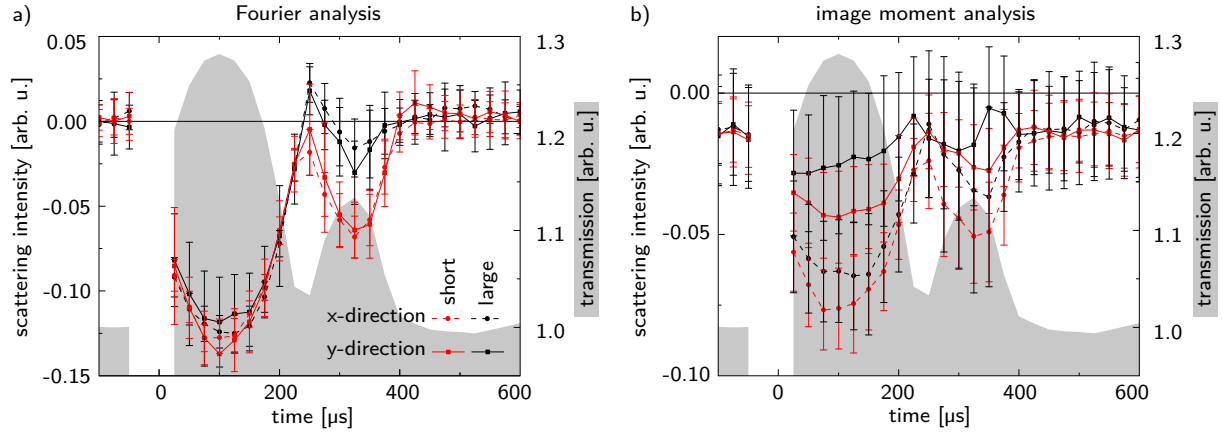 a) Fourier analysis
scattering intensity [arb. u.]
0.05
0.00
-0.05
-0.10
-0.15
0 200 400 600
time [µs]
1.3
1.2
1.1
1.0
transmission [arb. u.]
short large
x-direction
y-direction
b) image moment analysis
scattering intensity [arb. u.]
0.00
-0.05
-0.10
0 200 400 600
time [µs]
1.3
1.2
1.1
1.0
transmission [arb. u.]